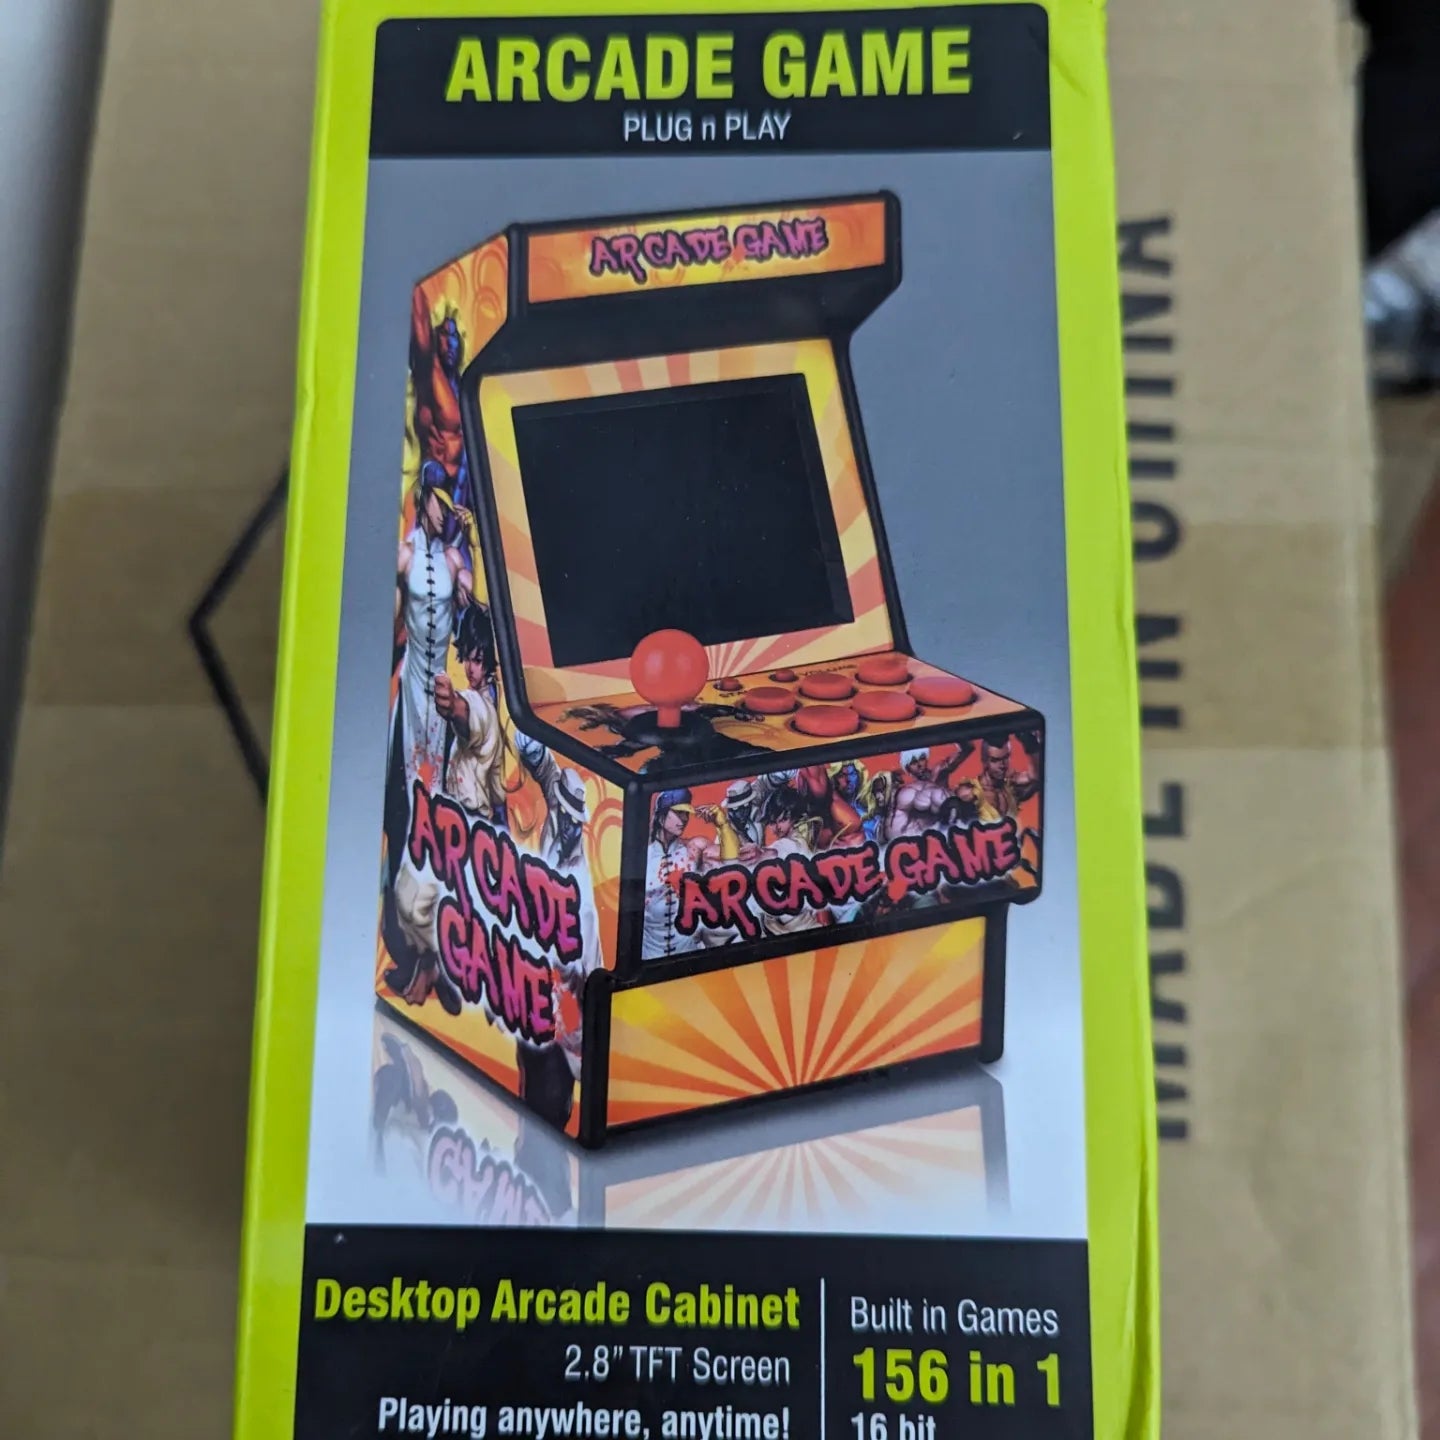 ARCADE GAME
PLUG n PLAY
ARCADE GAME
VOLUME
ARCADE GAME
ARCADE
GAME
Desktop Arcade Cabinet
2.8" TFT Screen
Playing anywhere, anytime!
Built in Games
156 in 1
16 bit
MADE IN CHINA